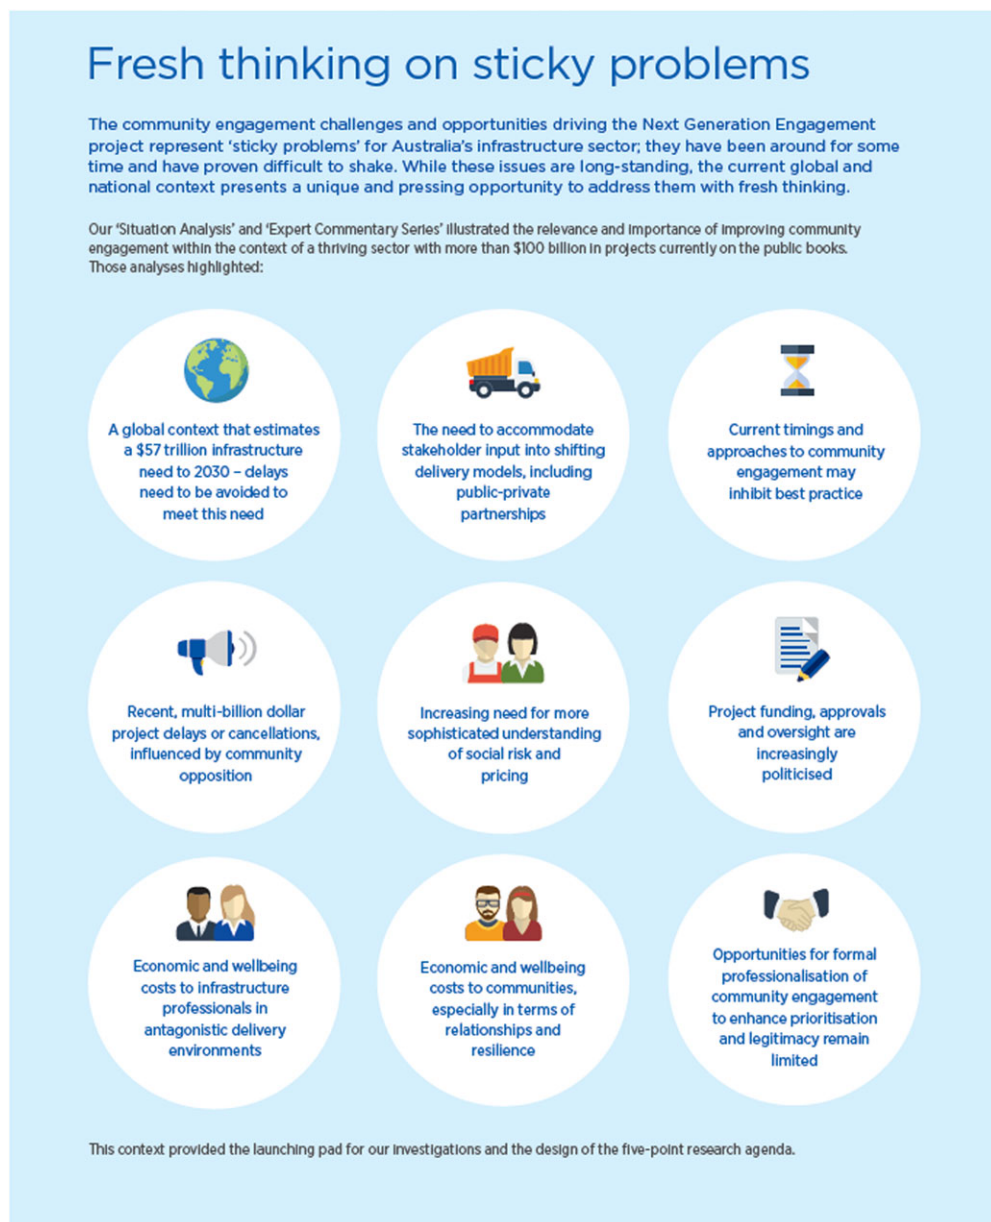 Fresh thinking on sticky problems
The community engagement challenges and opportunities driving the Next Generation Engagement
project represent ‘sticky problems’ for Australia’s infrastructure sector; they have been around for some
time and have proven difficult to shake. While these issues are long-standing, the current global and
national context presents a unique and pressing opportunity to address them with fresh thinking.
Our ‘Situation Analysis’ and ‘Expert Commentary Series’ illustrated the relevance and importance of improving community
engagement within the context of a thriving sector with more than $100 billion in projects currently on the public books.
Those analyses highlighted:
A global context that estimates
a $57 trillion infrastructure
need to 2030 – delays
need to be avoided to
meet this need
The need to accommodate
stakeholder input into shifting
delivery models, including
public-private
partnerships
Current timings and
approaches to community
engagement may
inhibit best practice
Recent, multi-billion dollar
project delays or cancellations,
influenced by community
opposition
Increasing need for more
sophisticated understanding
of social risk and
pricing
Project funding, approvals
and oversight are
increasingly
politicised
Economic and wellbeing
costs to infrastructure
professionals in
antagonistic delivery
environments
Economic and wellbeing
costs to communities,
especially in terms of
relationships and
resilience
Opportunities for formal
professionalisation of
community engagement
to enhance prioritisation
and legitimacy remain
limited
This context provided the launching pad for our investigations and the design of the five-point research agenda.